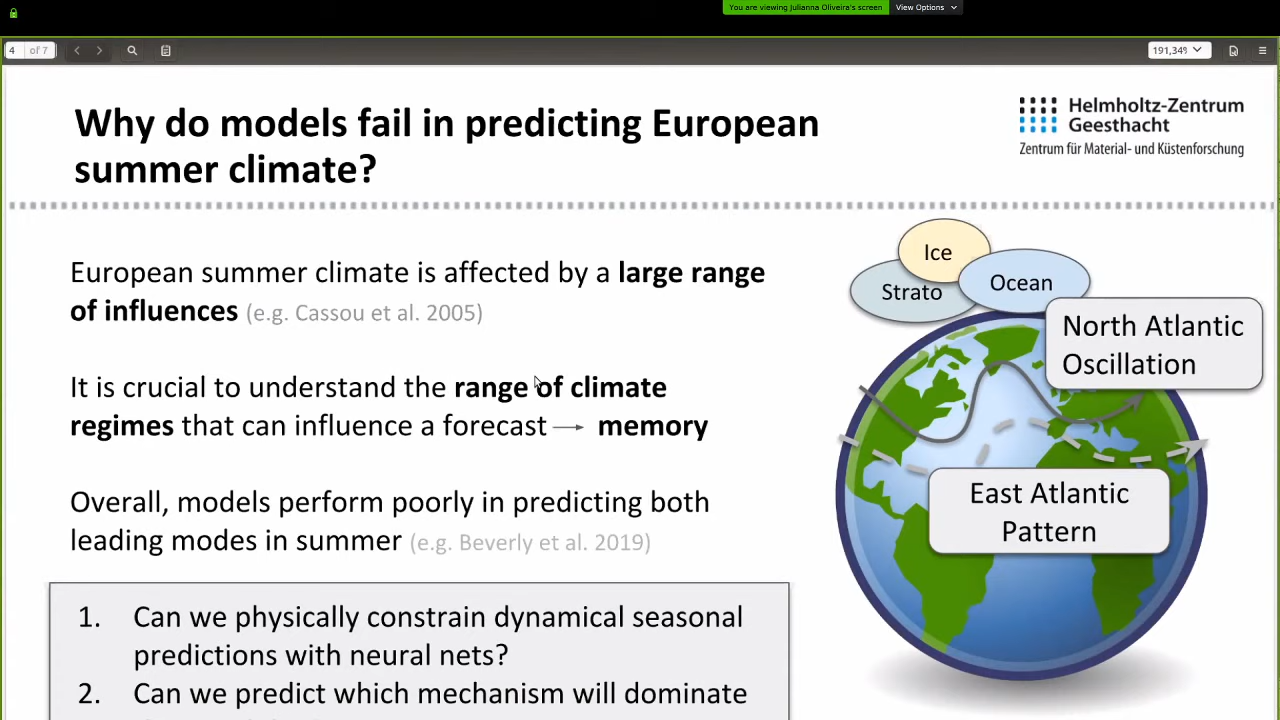 You are viewing Julianna Oliveira's screen
View Options
4 of 7
191,34%
Why do models fail in predicting European
summer climate?
Helmholtz-Zentrum
Geesthacht
Zentrum für Material- und Küstenforschung
European summer climate is affected by a large range
of influences (e.g. Cassou et al. 2005)
It is crucial to understand the range of climate
regimes that can influence a forecast → memory
Overall, models perform poorly in predicting both
leading modes in summer (e.g. Beverly et al. 2019)
1. Can we physically constrain dynamical seasonal
predictions with neural nets?
2. Can we predict which mechanism will dominate
Ice
Strato
Ocean
North Atlantic
Oscillation
East Atlantic
Pattern